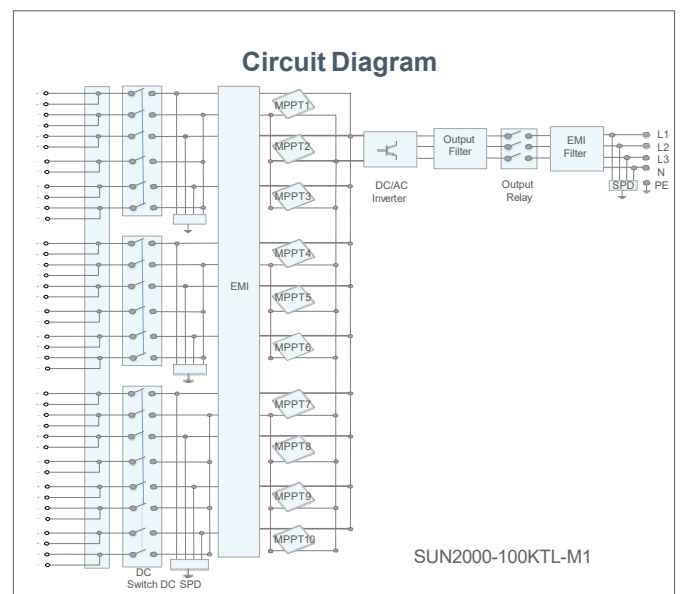 Circuit Diagram
MPPT1
MPPT2
MPPT3
MPPT4
MPPT5
MPPT6
MPPT7
MPPT8
MPPT9
MPPT10
EMI
DC/AC
Inverter
Output
Filter
Output
Relay
EMI
Filter
L1
L2
L3
N
PE
SPD
DC
Switch DC SPD
SUN2000-100KTL-M1